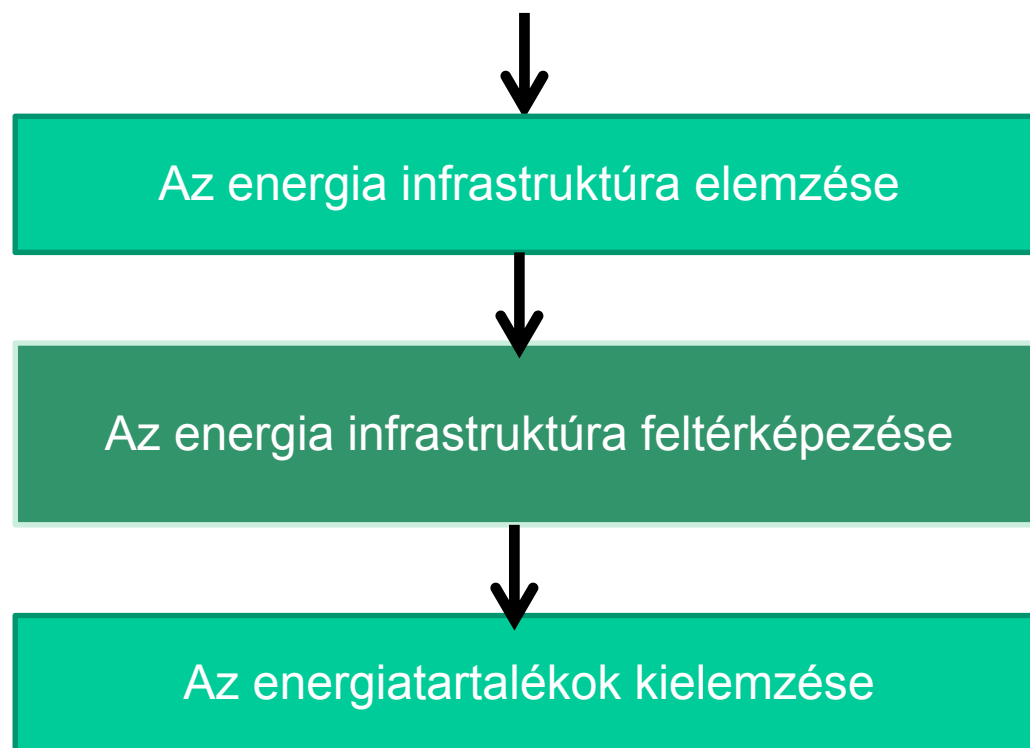 Az energia infrastruktúra elemzése
Az energia infrastruktúra feltérképezése
Az energiatartalékok kielemzése